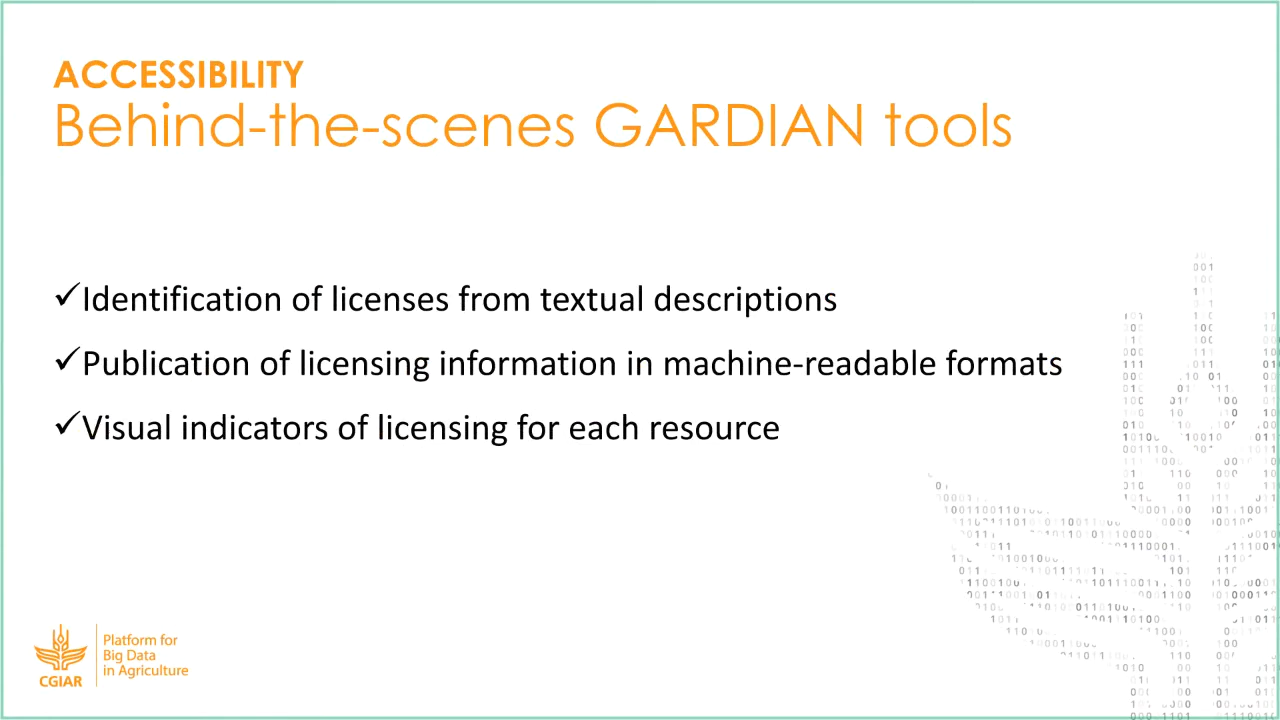 ACCESSIBILITY
Behind-the-scenes GARDIAN tools
✓Identification of licenses from textual descriptions
✓Publication of licensing information in machine-readable formats
✓Visual indicators of licensing for each resource
CGIAR
Platform for
Big Data
in Agriculture